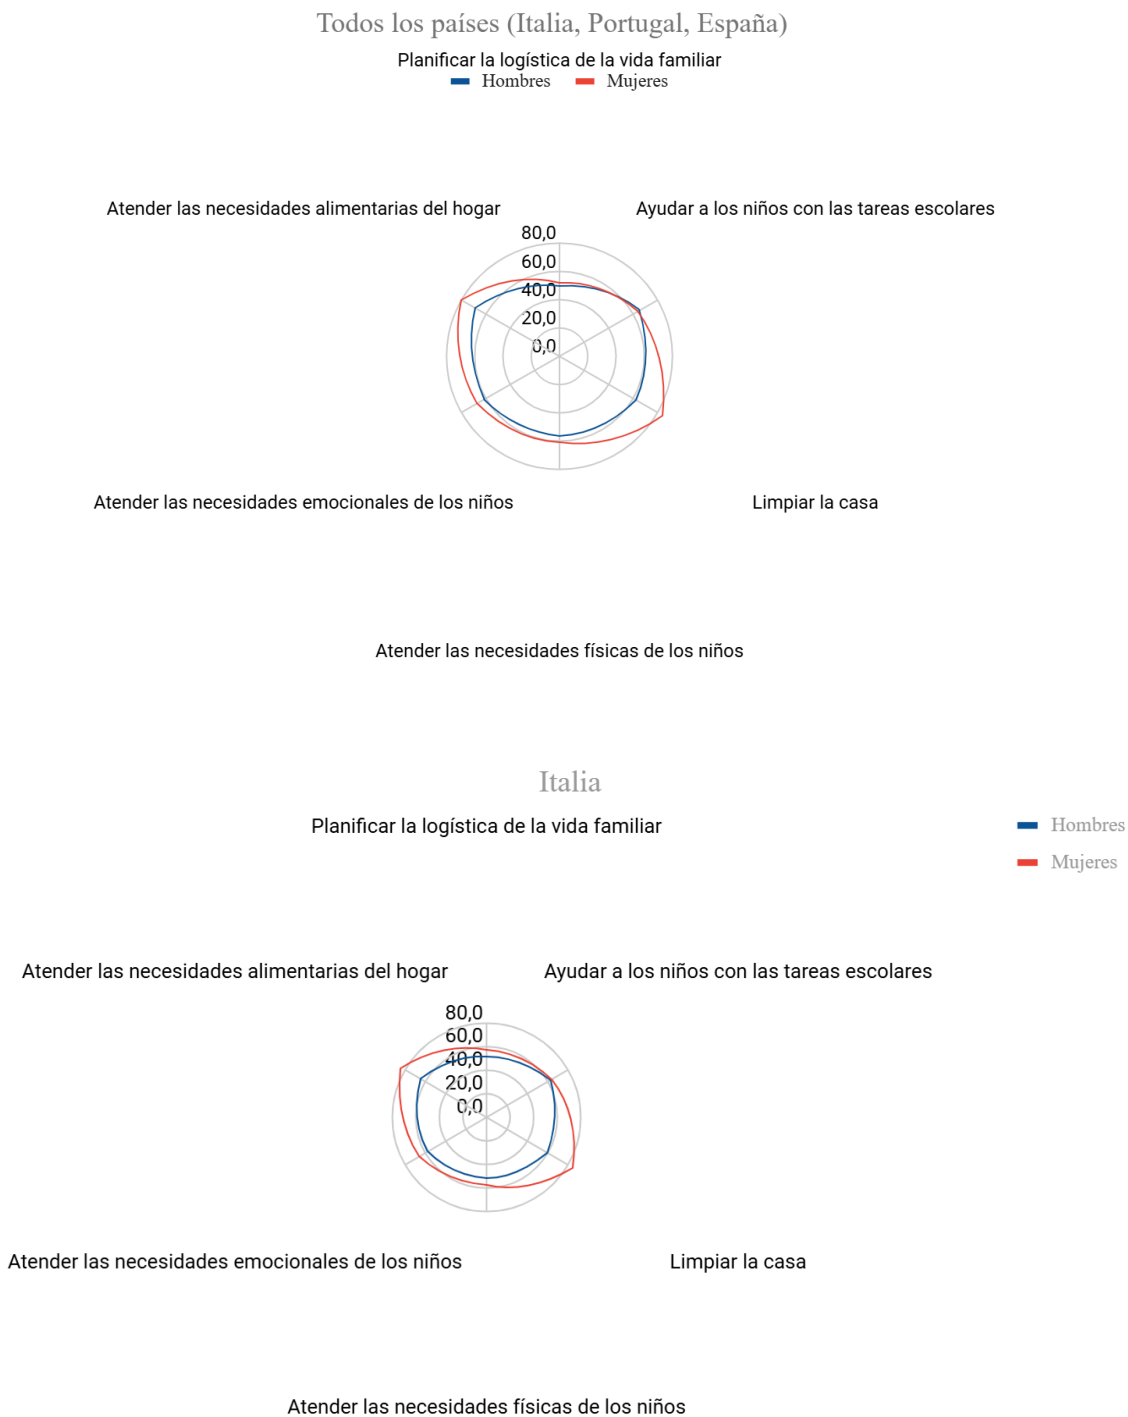 Todos los países (Italia, Portugal, España)
Planificar la logística de la vida familiar
Hombres
Mujeres
Atender las necesidades alimentarias del hogar
Ayudar a los niños con las tareas escolares
80,0
60,0
40,0
20,0
0,0
Atender las necesidades emocionales de los niños
Limpiar la casa
Atender las necesidades físicas de los niños
Italia
Planificar la logística de la vida familiar
Hombres
Mujeres
Atender las necesidades alimentarias del hogar
Ayudar a los niños con las tareas escolares
80,0
60,0
40,0
20,0
0,0
Atender las necesidades emocionales de los niños
Limpiar la casa
Atender las necesidades físicas de los niños